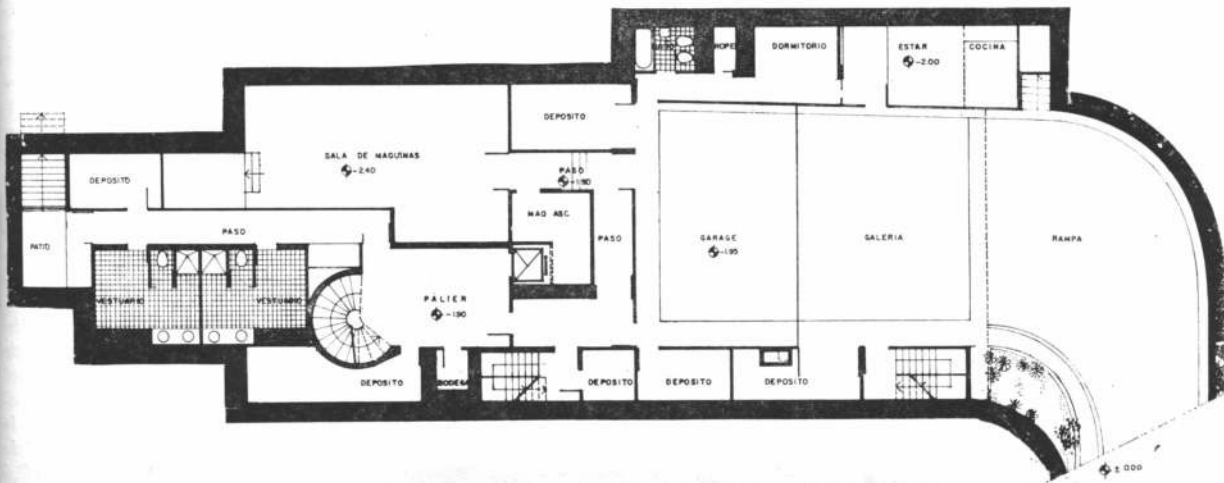 BAÑO
ROPE
DORMITORIO
ESTAR
COCINA
-2.00
DEPOSITO
SALA DE MAQUINAS
-2.40
PASO
-1.90
DEPOSITO
MAQ ASC.
PASO
PASO
PATIO
GARAGE
-1.95
GALERIA
RAMPA
VESTUARIO
VESTUARIO
PALIER
-1.90
DEPOSITO
BODEGA
DEPOSITO
DEPOSITO
DEPOSITO
± 0.00